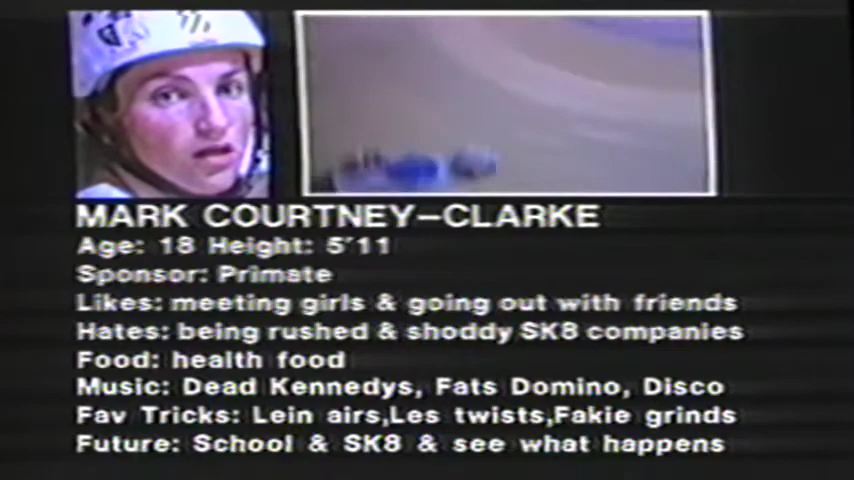 MARK COURTNEY-CLARKE
Age: 18 Height: 5'11
Sponsor: Primate
Likes: meeting girls & going out with friends
Hates: being rushed & shoddy SK8 companies
Food: health food
Music: Dead Kennedys, Fats Domino, Disco
Fav Tricks: Lein airs,Les twists,Fakie grinds
Future: School & SK8 & see what happens